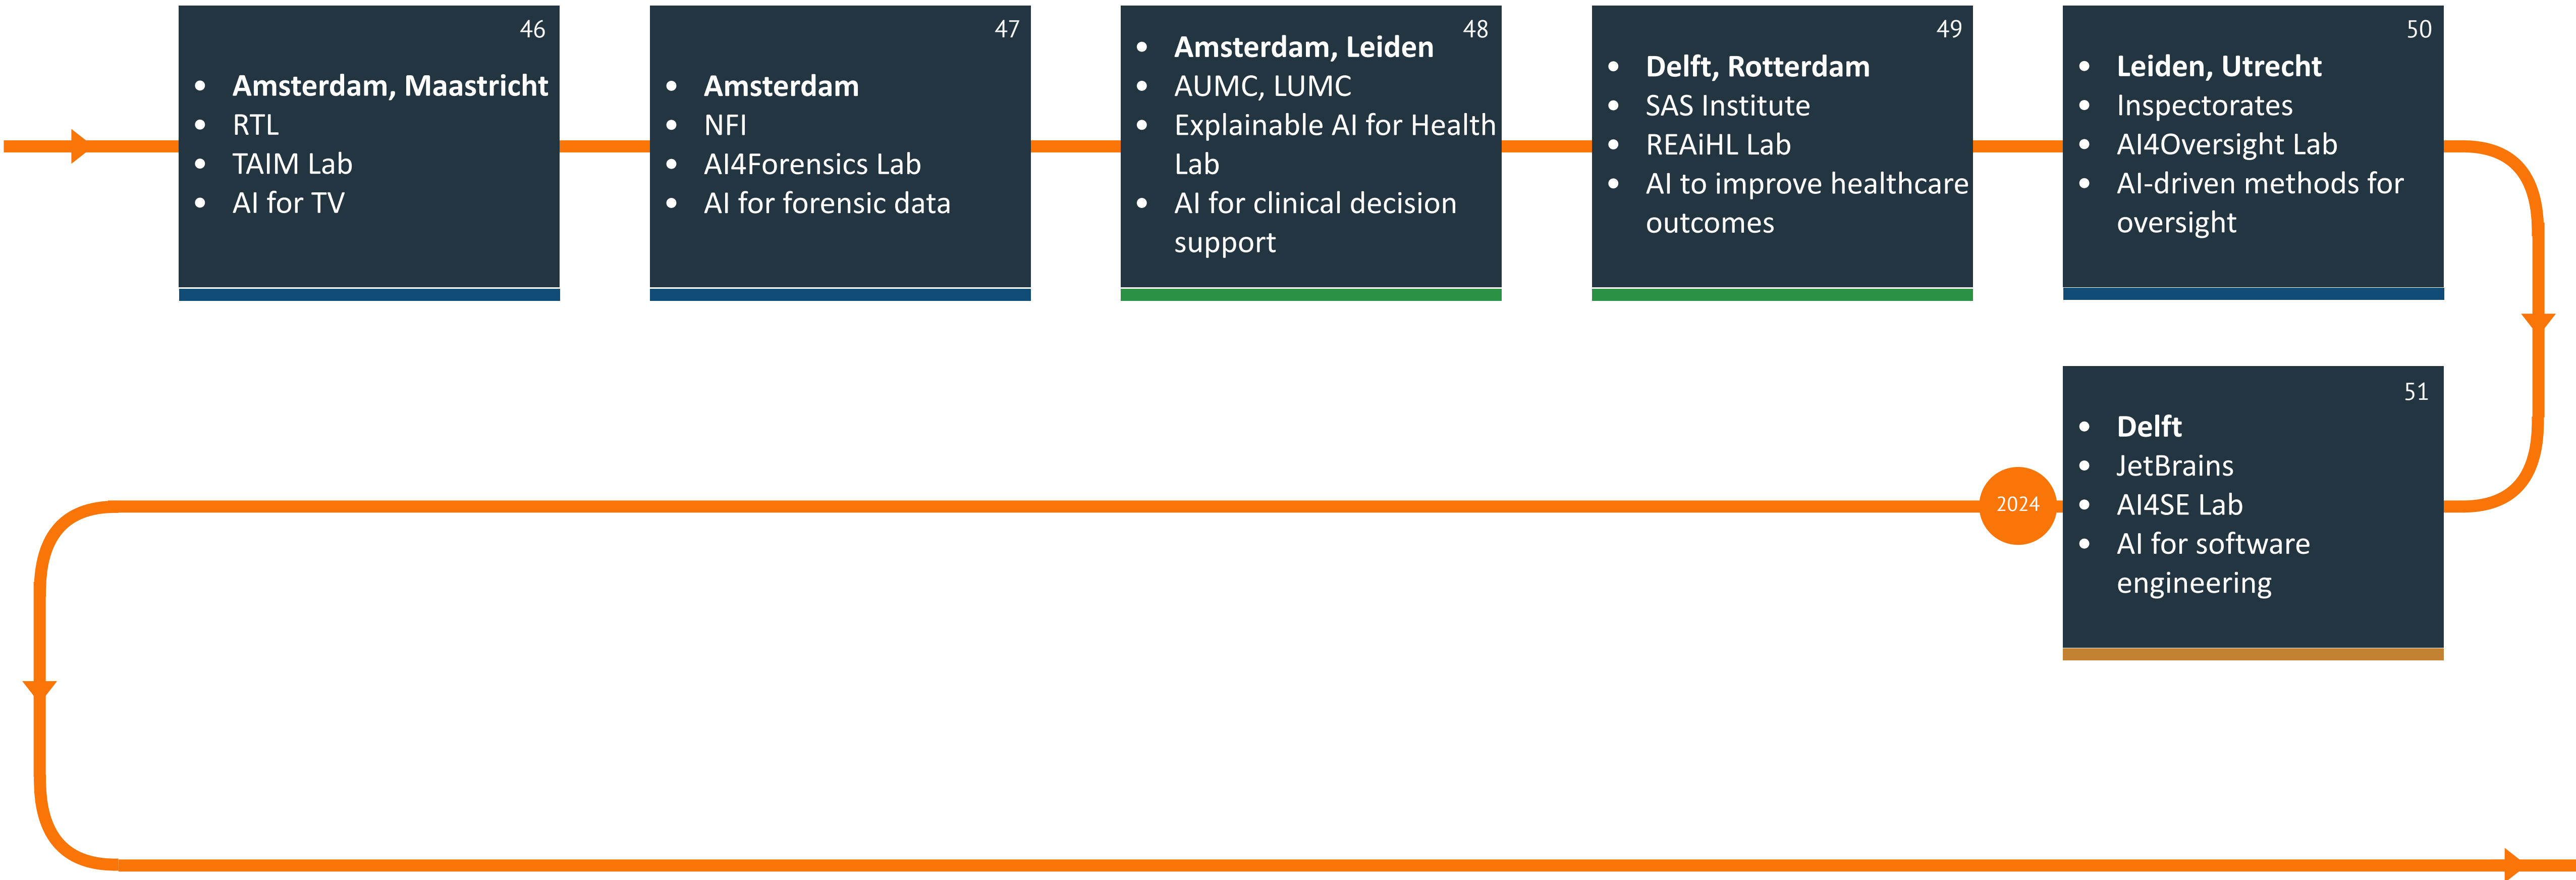 46
• Amsterdam, Maastricht
• RTL
• TAIM Lab
• AI for TV
47
• Amsterdam
• NFI
• AI4Forensics Lab
• AI for forensic data
48
• Amsterdam, Leiden
• AUMC, LUMC
• Explainable AI for Health
Lab
• AI for clinical decision
support
49
• Delft, Rotterdam
• SAS Institute
• REAiHL Lab
• AI to improve healthcare
outcomes
50
• Leiden, Utrecht
• Inspectorates
• AI4Oversight Lab
• AI-driven methods for
oversight
51
• Delft
• JetBrains
• AI4SE Lab
• AI for software
engineering
2024